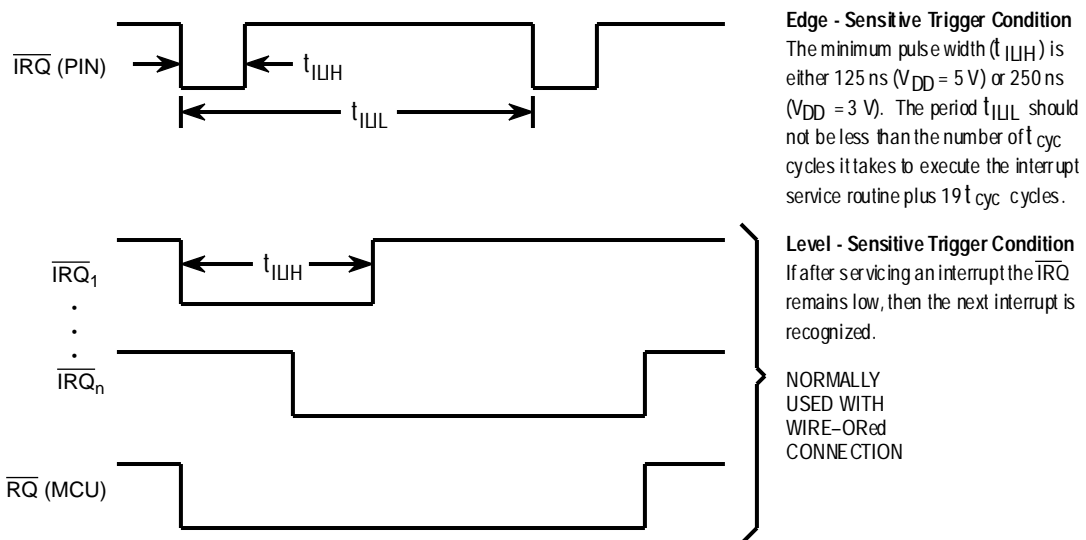 IRQ (PIN)
tILIH
tILIL
Edge - Sensitive Trigger Condition
The minimum pulse width (tILIH) is
either 125 ns (VDD = 5 V) or 250 ns
(VDD = 3 V). The period tILIL should
not be less than the number of tcyc
cycles it takes to execute the interrupt
service routine plus 19 tcyc cycles.
IRQ1
.
.
.
IRQn
tILIH
RQ (MCU)
Level - Sensitive Trigger Condition
If after servicing an interrupt the IRQ
remains low, then the next interrupt is
recognized.
NORMALLY
USED WITH
WIRE–ORed
CONNECTION